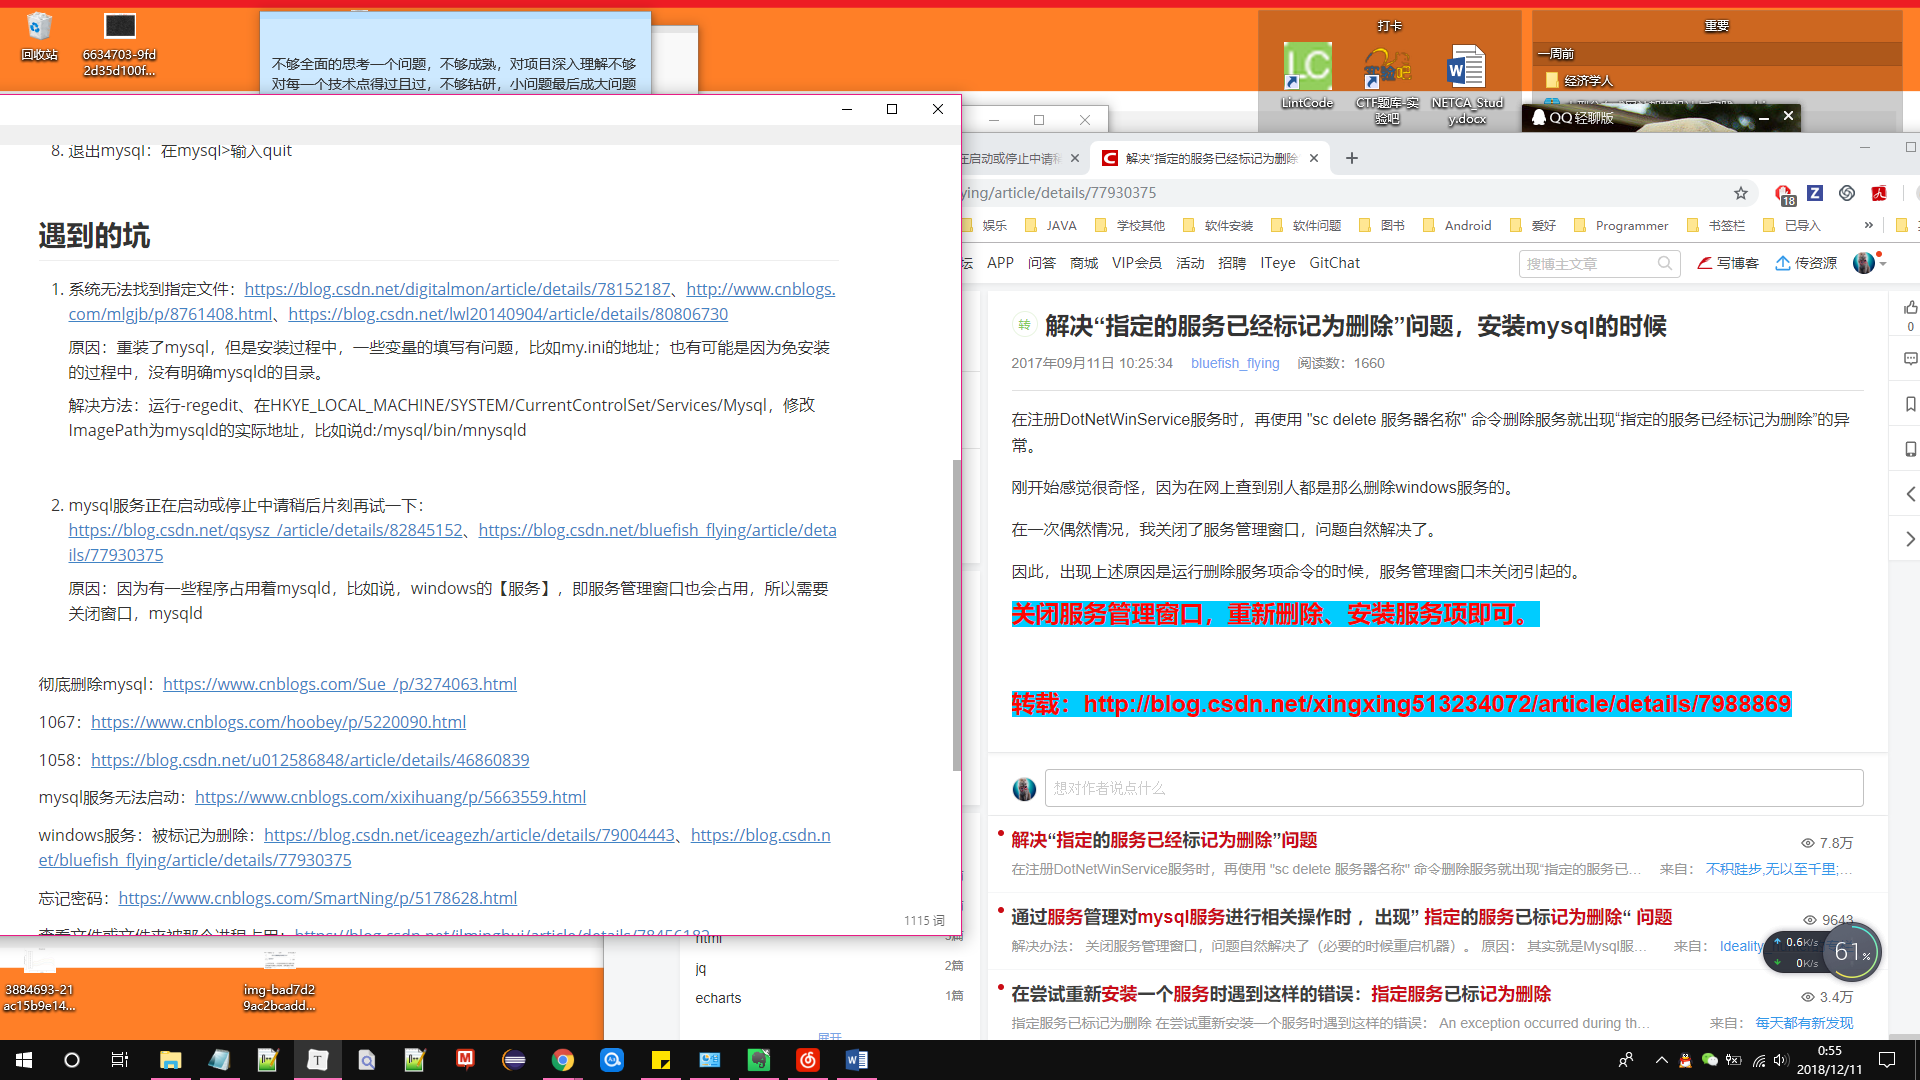 回收站
6634703-9fd
2d35d100f...
不够全面的思考一个问题，不够成熟，对项目深入理解不够
对每一个技术点得过且过，不够钻研，小问题最后成大问题
打卡
LintCode
CTF题库-实
验吧
NETCA_Stud
y.docx
重要
一周前
经济学人
QQ轻聊版
8. 退出mysql：在mysql>输入quit
遇到的坑
1. 系统无法找到指定文件：https://blog.csdn.net/digitalmon/article/details/78152187、http://www.cnblogs.
com/mlgjb/p/8761408.html、https://blog.csdn.net/lwl20140904/article/details/80806730
原因：重装了mysql，但是安装过程中，一些变量的填写有问题，比如my.ini的地址；也有可能是因为免安装
的过程中，没有明确mysqld的目录。
解决方法：运行-regedit、在HKYE_LOCAL_MACHINE/SYSTEM/CurrentControlSet/Services/Mysql，修改
ImagePath为mysqld的实际地址，比如说d:/mysql/bin/mnysqld
2. mysql服务正在启动或停止中请稍后片刻再试一下：
https://blog.csdn.net/qsysz_/article/details/82845152、https://blog.csdn.net/bluefish_flying/article/deta
ils/77930375
原因：因为有一些程序占用着mysqld，比如说，windows的【服务】，即服务管理窗口也会占用，所以需要
关闭窗口，mysqld
彻底删除mysql：https://www.cnblogs.com/Sue_/p/3274063.html
1067：https://www.cnblogs.com/hoobey/p/5220090.html
1058：https://blog.csdn.net/u012586848/article/details/46860839
mysql服务无法启动：https://www.cnblogs.com/xixihuang/p/5663559.html
windows服务：被标记为删除：https://blog.csdn.net/iceagezh/article/details/79004443、https://blog.csdn.n
et/bluefish_flying/article/details/77930375
忘记密码：https://www.cnblogs.com/SmartNing/p/5178628.html
查看文件或文件夹被那个进程占用：https://blog.csdn.net/ilminghui/article/details/78456182
1115 词
在启动或停止中请稍
解决“指定的服务已经标记为删除
ying/article/details/77930375
18
娱乐
JAVA
学校其他
软件安装
软件问题
图书
Android
爱好
Programmer
书签栏
已导入
»
坛
APP
问答
商城
VIP会员
活动
招聘
ITeye
GitChat
搜博主文章
写博客
传资源
转
解决“指定的服务已经标记为删除”问题，安装mysql的时候
2017年09月11日 10:25:34
bluefish_flying
阅读数：1660
0
在注册DotNetWinService服务时，再使用 "sc delete 服务器名称" 命令删除服务就出现“指定的服务已经标记为删除”的异
常。
刚开始感觉很奇怪，因为在网上查到别人都是那么删除windows服务的。
在一次偶然情况，我关闭了服务管理窗口，问题自然解决了。
因此，出现上述原因是运行删除服务项命令的时候，服务管理窗口未关闭引起的。
关闭服务管理窗口，重新删除、安装服务项即可。
转载：http://blog.csdn.net/xingxing513234072/article/details/7988869
想对作者说点什么
解决“指定的服务已经标记为删除”问题
7.8万
在注册DotNetWinService服务时，再使用 "sc delete 服务器名称" 命令删除服务就出现“指定的服务已...
来自： 不积跬步,无以至千里;...
通过服务管理对mysql服务进行相关操作时 ，出现” 指定的服务已标记为删除“ 问题
9643
解决办法： 关闭服务管理窗口，问题自然解决了（必要的时候重启机器）。 原因： 其实就是Mysql服...
来自： Ideality_
0.6K/s
0K/s
61%
在尝试重新安装一个服务时遇到这样的错误：指定服务已标记为删除
3.4万
指定服务已标记为删除 在尝试重新安装一个服务时遇到这样的错误： An exception occurred during th...
来自： 每天都有新发现
html
jq
2篇
echarts
1篇
展开
3884693-21
ac15b9e14...
img-bad7d2
9ac2bcadd...
0:55
2018/12/11